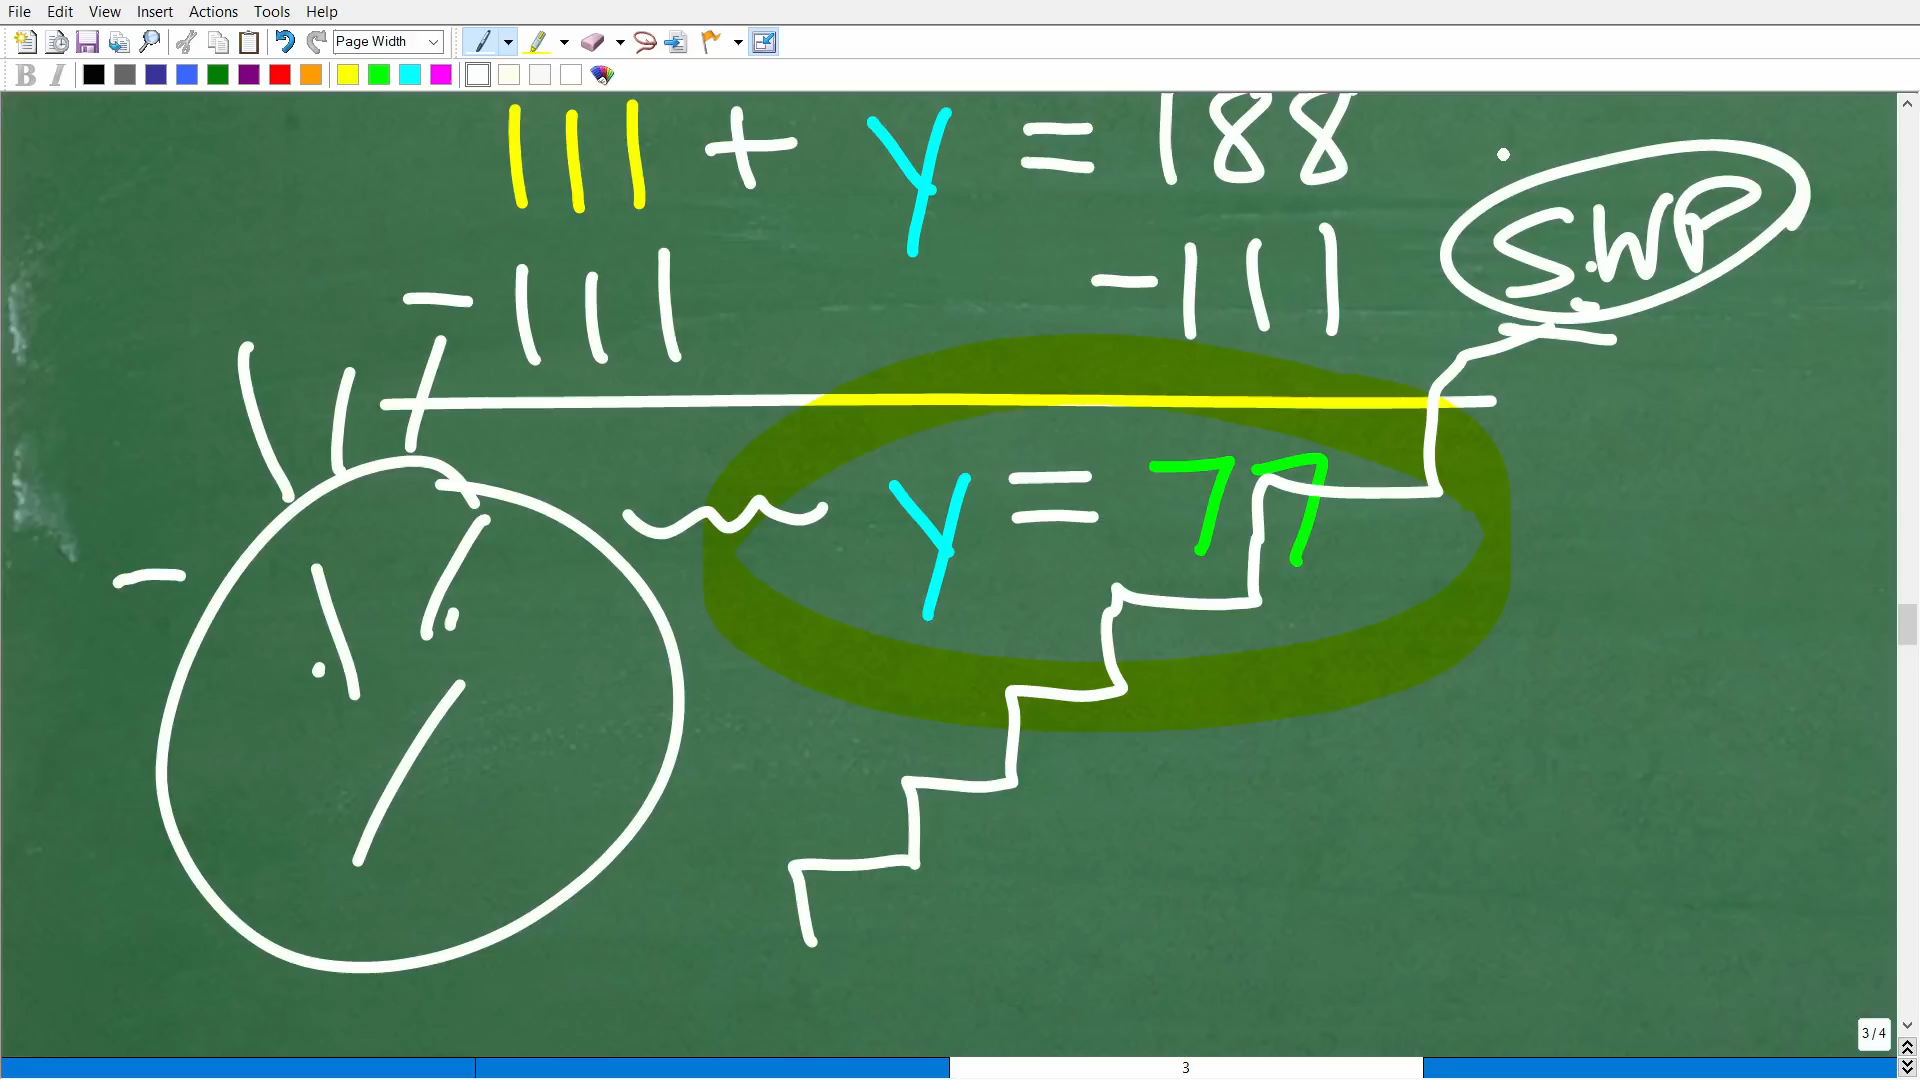 File Edit View Insert Actions Tools Help
Page Width
B I
111 + y = 188
SWP
-111 -111
y = 77
3 / 4
3